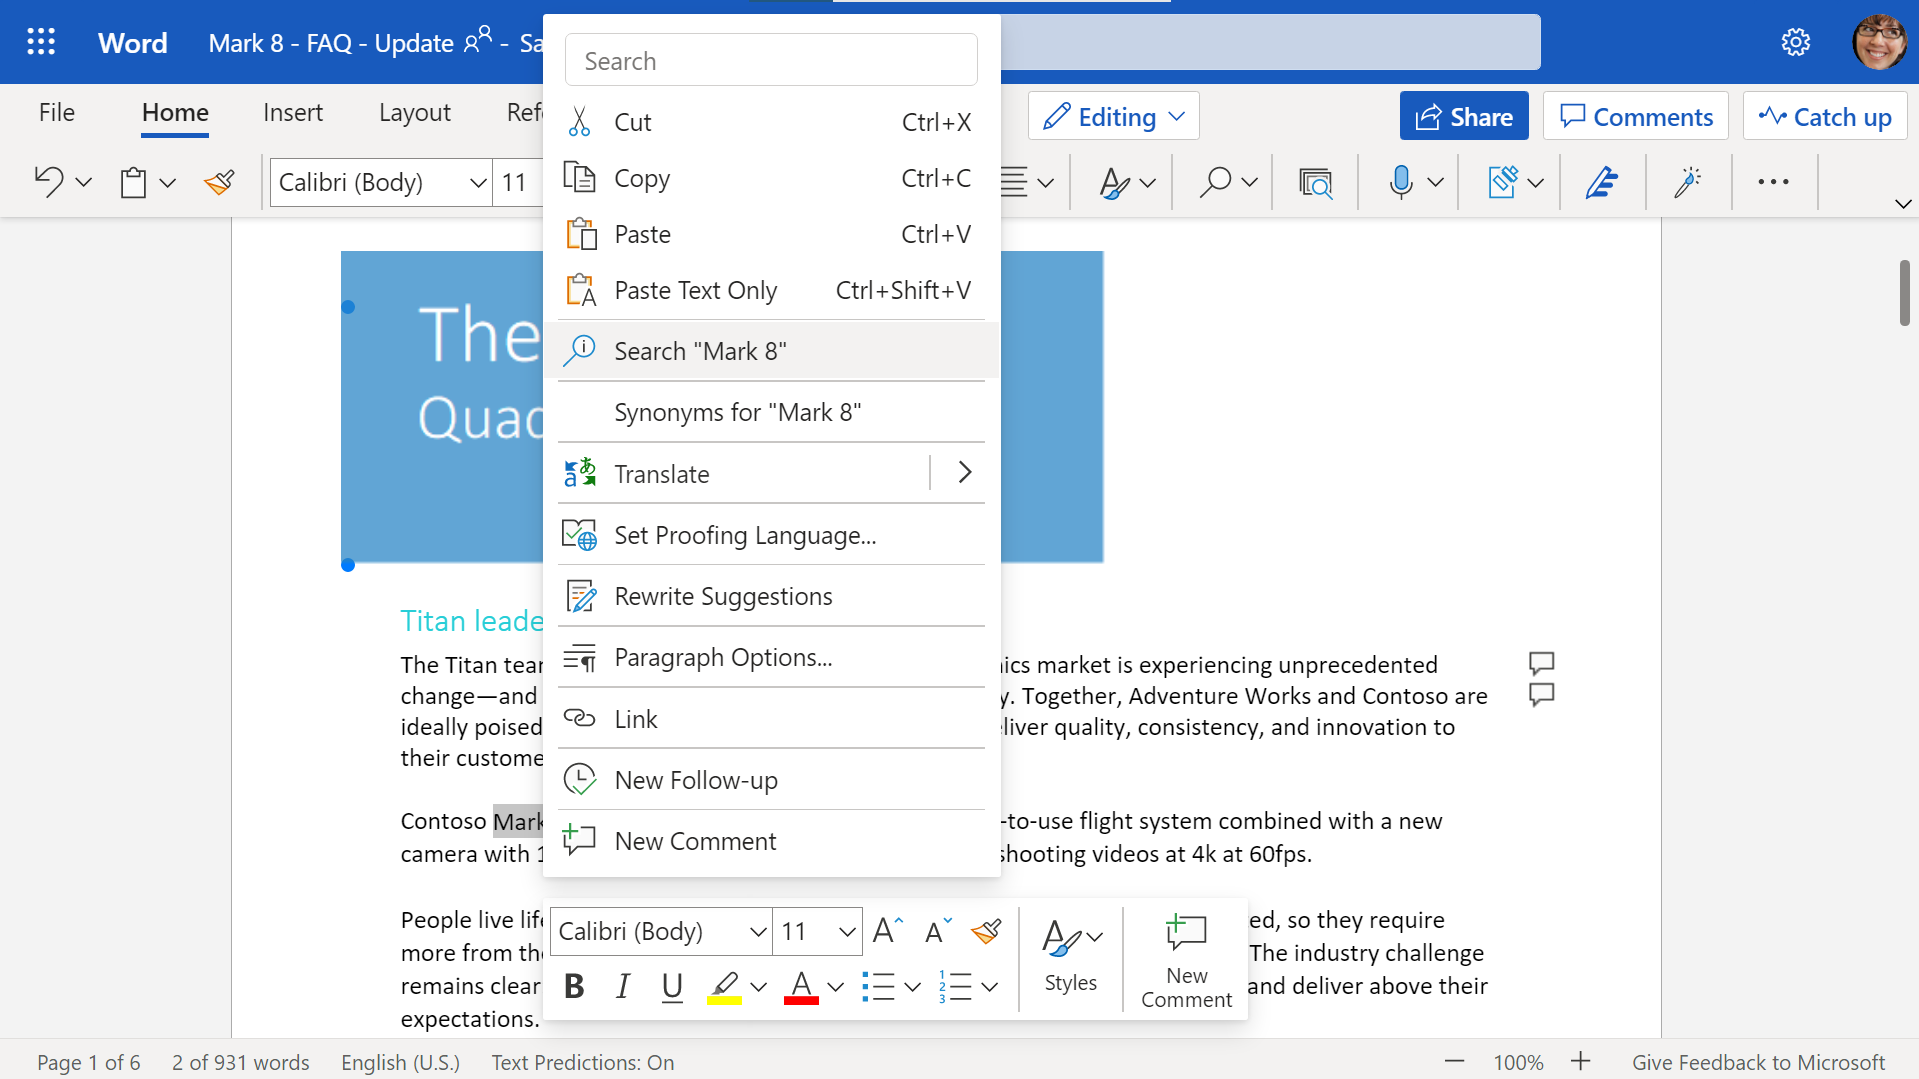 Word
Mark 8 - FAQ - Update - Sa
Search
File Home Insert Layout Ref
Editing
Share
Comments
Catch up
Calibri (Body) 11
Cut Ctrl+X
Copy Ctrl+C
Paste Ctrl+V
Paste Text Only Ctrl+Shift+V
Search "Mark 8"
Synonyms for "Mark 8"
Translate
Set Proofing Language...
Rewrite Suggestions
Paragraph Options...
Link
New Follow-up
New Comment
The
Quad
Titan leade
The Titan tean ics market is experiencing unprecedented
change—and y. Together, Adventure Works and Contoso are
ideally poised liver quality, consistency, and innovation to
their custome
Contoso Mark -to-use flight system combined with a new
camera with 1 shooting videos at 4k at 60fps.
People live life ed, so they require
more from the The industry challenge
remains clear and deliver above their
expectations.
Calibri (Body) 11 A A
B I U A
Styles
New
Comment
Page 1 of 6 2 of 931 words English (U.S.) Text Predictions: On 100% Give Feedback to Microsoft